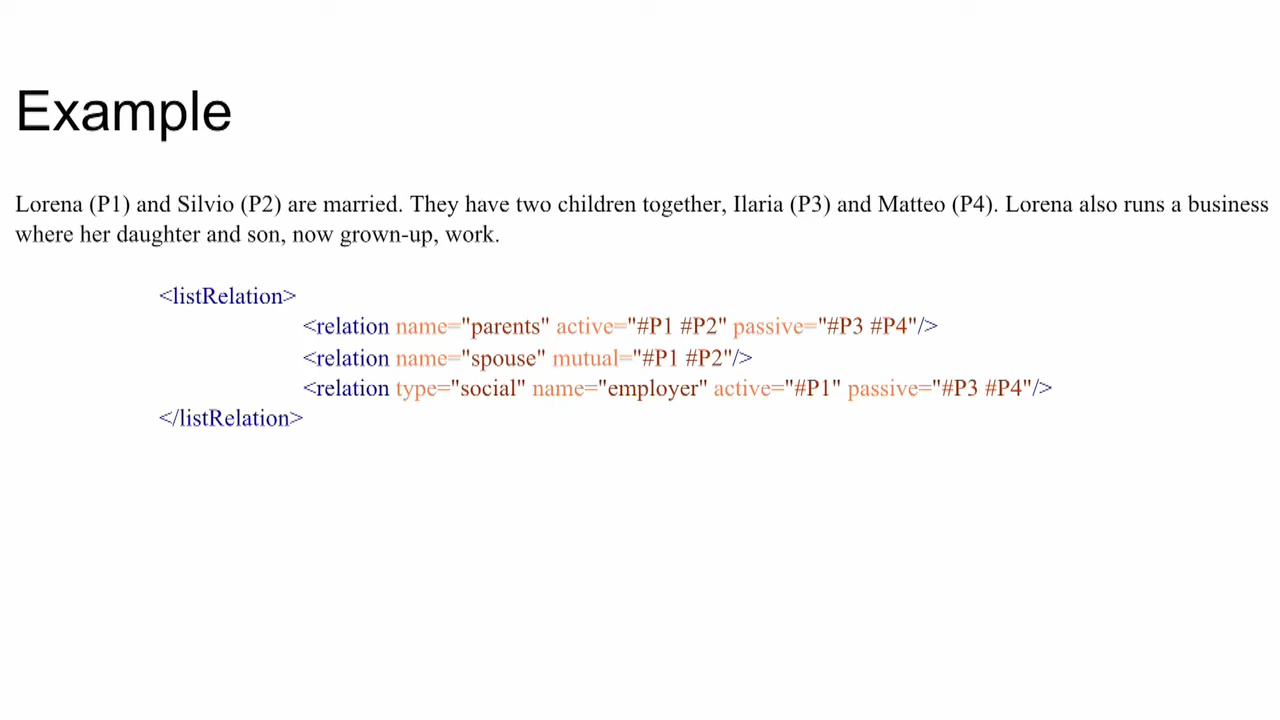 Example
Lorena (P1) and Silvio (P2) are married. They have two children together, Ilaria (P3) and Matteo (P4). Lorena also runs a business
where her daughter and son, now grown-up, work.
<listRelation>
<relation name="parents" active="#P1 #P2" passive="#P3 #P4"/>
<relation name="spouse" mutual="#P1 #P2"/>
<relation type="social" name="employer" active="#P1" passive="#P3 #P4"/>
</listRelation>